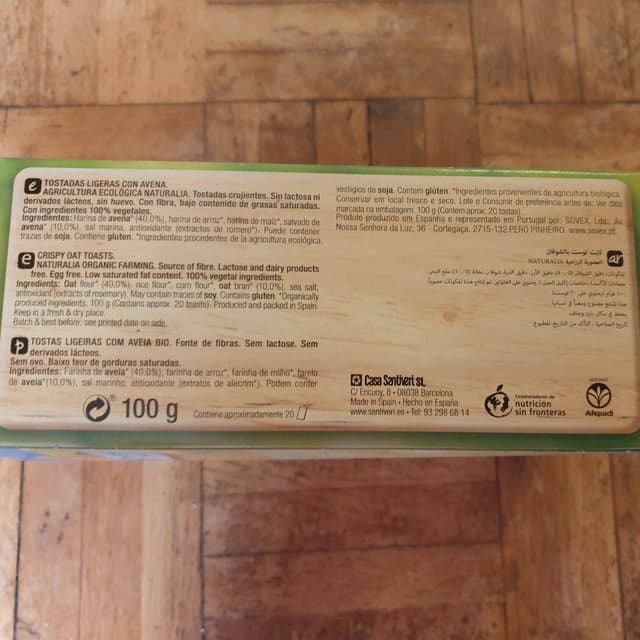 e TOSTADAS LIGERAS CON AVENA.
AGRICULTURA ECOLÓGICA NATURALIA. Tostadas crujientes. Sin lactosa ni
derivados lácteos, sin huevo. Con fibra, bajo contenido de grasas saturadas.
Con ingredientes 100% vegetales.
Ingredientes: Harina de avena* (40,0%), harina de arroz*, harina de maíz*, salvado de
avena* (10,0%), sal marina, antioxidante (extractos de romero*). Puede contener
trazas de soja. Contiene gluten. *Ingredientes procedentes de la agricultura ecológica.
e CRISPY OAT TOASTS.
NATURALIA ORGANIC FARMING. Source of fibre. Lactose and dairy products
free. Egg free. Low saturated fat content. 100% vegetal ingredients.
Ingredients: Oat flour* (40,0%), rice flour*, corn flour*, oat bran* (10,0%), sea salt,
antioxidant (extracts of rosemary). May contain traces of soy. Contains gluten. *Organically
produced ingredients. 100 g (Contains approx. 20 toasts). Produced and packed in Spain.
Keep in a fresh & dry place.
Batch & best before: see printed date on side.
p TOSTAS LIGEIRAS COM AVEIA BIO. Fonte de fibras. Sem lactose. Sem
derivados lácteos.
Sem ovo. Baixo teor de gorduras saturadas.
Ingredientes: Farinha de aveia* (40,0%), farinha de arroz*, farinha de milho*, farelo
de aveia*(10,0%), sal marinho, antioxidante (extratos de alecrim*). Podem conter
100 g Contiene aproximadamente 20
vestígios de soja. Contem glúten. *Ingredientes provenientes de agricultura biológica.
Conservar em local fresco e seco. Lote e Consumir de preferência antes de: Ver data
marcada na embalagem. 100 g (Contem aprox. 20 tostas).
Produto produzido em Espanha e representado em Portugal por: SOVEX, Lda.. Av.
Nossa Senhora da Luz, 36 - Cortegaça. 2715-132 PERO PINHEIRO. www.sovex.pt.
ar لايت توست بالشوفان
العضوية الزراعية NATURALIA
Casa Santiveri SL
C/ Encuny, 8 • 08038 Barcelona
Made in Spain • Hecho en España
www.santiveri.es • Tel: 93 298 68 14
Colaboradores de
nutrición
sin fronteras
Afepadi